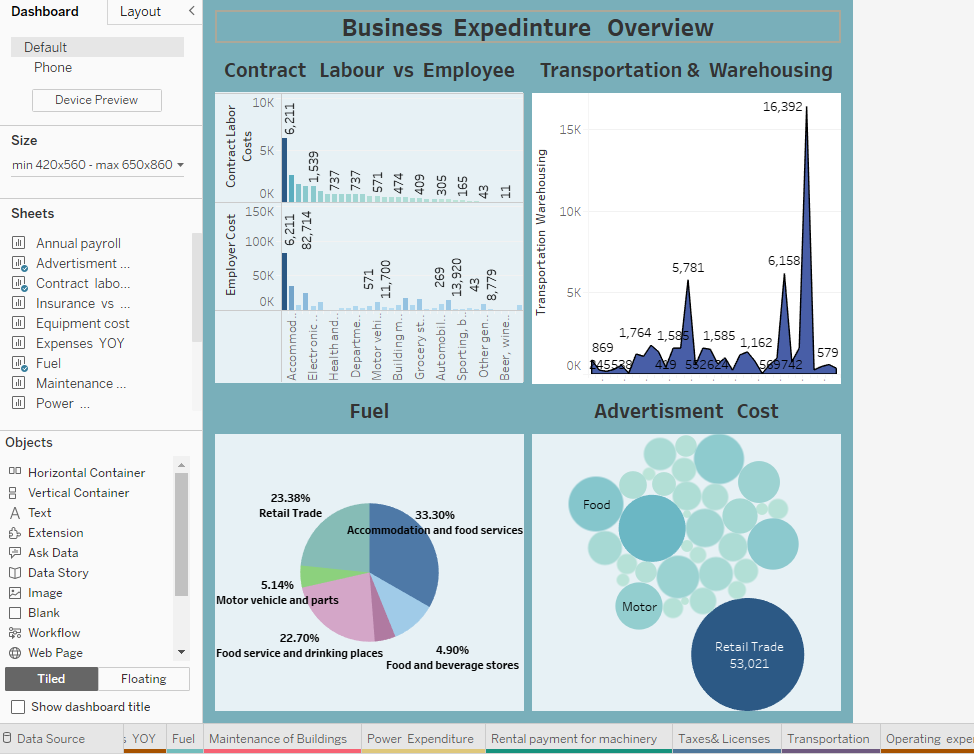 Dashboard
Layout
<
Default
Phone
Device Preview
Size
min 420x560 - max 650x860
Sheets
Annual payroll
Advertisment ...
Contract labo...
Insurance vs ...
Equipment cost
Expenses YOY
Fuel
Maintenance ...
Power ...
Objects
Horizontal Container
Vertical Container
Text
Extension
Ask Data
Data Story
Image
Blank
Workflow
Web Page
Tiled
Floating
Show dashboard title
Business Expedinture Overview
Contract Labour vs Employee
Contract Labor
Costs
10K
5K
0K
6,211
1,539
737
737
571
474
409
305
165
43
11
Employer Cost
150K
100K
50K
0K
6,211
82,714
571
11,700
269
13,920
43
8,779
Accommod..
Electronic ..
Health and..
Departme..
Motor vehi..
Building m..
Grocery st..
Automobil..
Sporting, b..
Other gen..
Beer, wine..
Transportation & Warehousing
Transportation Warehousing
15K
10K
5K
0K
16,392
6,158
5,781
1,764
1,585
1,585
1,162
869
579
Fuel
23.38%
Retail Trade
33.30%
Accommodation and food services
5.14%
Motor vehicle and parts
22.70%
Food service and drinking places
4.90%
Food and beverage stores
Advertisment Cost
Food
Motor
Retail Trade
53,021
Data Source
YOY
Fuel
Maintenance of Buildings
Power Expenditure
Rental payment for machinery
Taxes& Licenses
Transportation
Operating expe